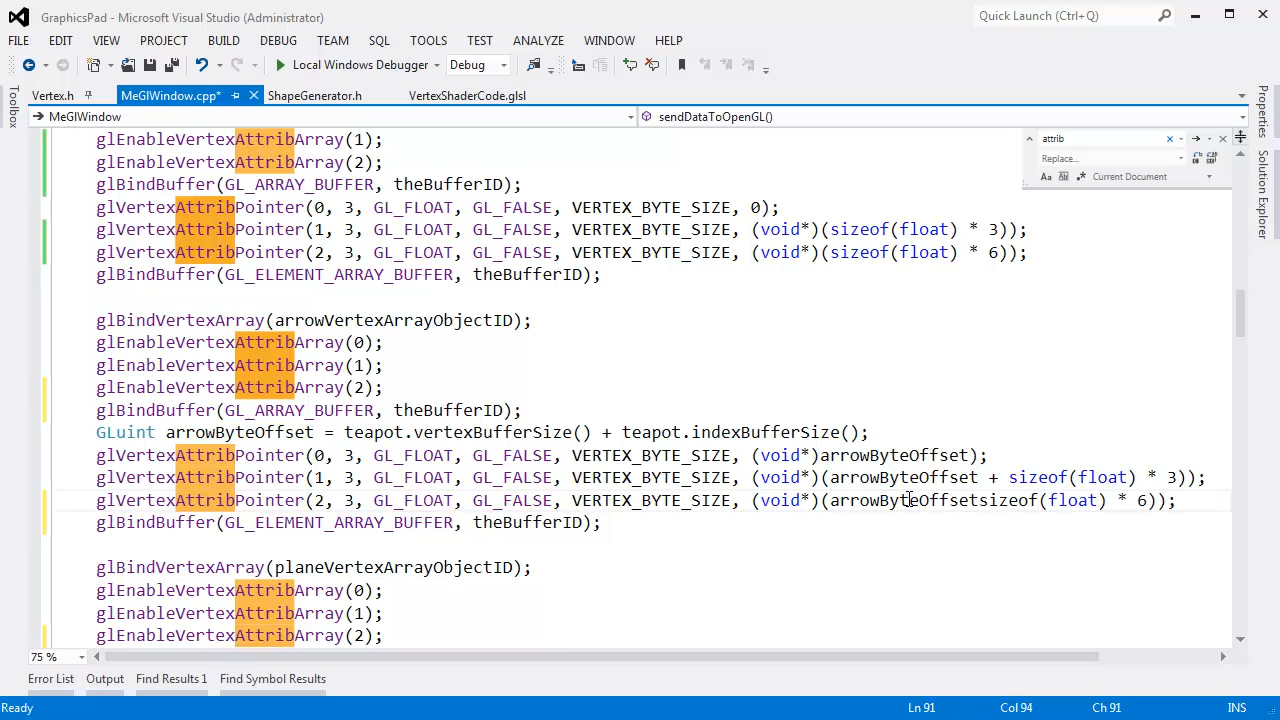 GraphicsPad - Microsoft Visual Studio (Administrator)
Quick Launch (Ctrl+Q)
FILE EDIT VIEW PROJECT BUILD DEBUG TEAM SQL TOOLS TEST ANALYZE WINDOW HELP
Local Windows Debugger Debug
Toolbox
Vertex.h MeGlWindow.cpp* ShapeGenerator.h VertexShaderCode.glsl
MeGlWindow sendDataToOpenGL()
attrib
Replace...
Aa Current Document
Properties
Solution Explorer
glEnableVertexAttribArray(1);
glEnableVertexAttribArray(2);
glBindBuffer(GL_ARRAY_BUFFER, theBufferID);
glVertexAttribPointer(0, 3, GL_FLOAT, GL_FALSE, VERTEX_BYTE_SIZE, 0);
glVertexAttribPointer(1, 3, GL_FLOAT, GL_FALSE, VERTEX_BYTE_SIZE, (void*)(sizeof(float) * 3));
glVertexAttribPointer(2, 3, GL_FLOAT, GL_FALSE, VERTEX_BYTE_SIZE, (void*)(sizeof(float) * 6));
glBindBuffer(GL_ELEMENT_ARRAY_BUFFER, theBufferID);
glBindVertexArray(arrowVertexArrayObjectID);
glEnableVertexAttribArray(0);
glEnableVertexAttribArray(1);
glEnableVertexAttribArray(2);
glBindBuffer(GL_ARRAY_BUFFER, theBufferID);
GLuint arrowByteOffset = teapot.vertexBufferSize() + teapot.indexBufferSize();
glVertexAttribPointer(0, 3, GL_FLOAT, GL_FALSE, VERTEX_BYTE_SIZE, (void*)arrowByteOffset);
glVertexAttribPointer(1, 3, GL_FLOAT, GL_FALSE, VERTEX_BYTE_SIZE, (void*)(arrowByteOffset + sizeof(float) * 3));
glVertexAttribPointer(2, 3, GL_FLOAT, GL_FALSE, VERTEX_BYTE_SIZE, (void*)(arrowByteOffsetsizeof(float) * 6));
glBindBuffer(GL_ELEMENT_ARRAY_BUFFER, theBufferID);
glBindVertexArray(planeVertexArrayObjectID);
glEnableVertexAttribArray(0);
glEnableVertexAttribArray(1);
glEnableVertexAttribArray(2);
75 %
Error List Output Find Results 1 Find Symbol Results
Ready Ln 91 Col 94 Ch 91 INS